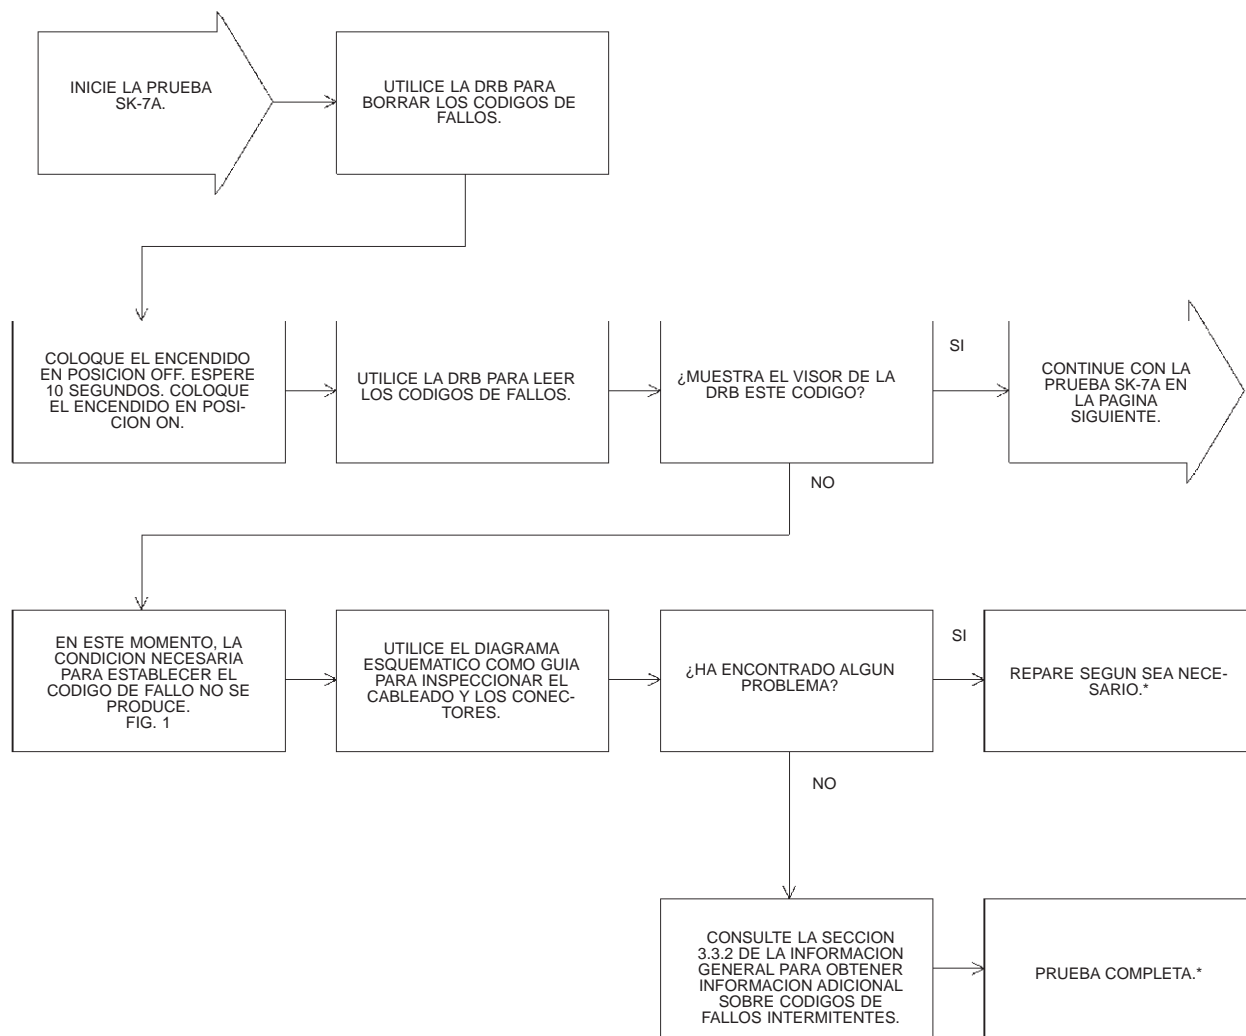 INICIE LA PRUEBA
SK-7A.
UTILICE LA DRB PARA
BORRAR LOS CODIGOS DE
FALLOS.
COLOQUE EL ENCENDIDO
EN POSICION OFF. ESPERE
10 SEGUNDOS. COLOQUE
EL ENCENDIDO EN POSI-
CION ON.
UTILICE LA DRB PARA LEER
LOS CODIGOS DE FALLOS.
¿MUESTRA EL VISOR DE LA
DRB ESTE CODIGO?
SI
CONTINUE CON LA
PRUEBA SK-7A EN
LA PAGINA
SIGUIENTE.
NO
EN ESTE MOMENTO, LA
CONDICION NECESARIA
PARA ESTABLECER EL
CODIGO DE FALLO NO SE
PRODUCE.
FIG. 1
UTILICE EL DIAGRAMA
ESQUEMATICO COMO GUIA
PARA INSPECCIONAR EL
CABLEADO Y LOS CONEC-
TORES.
¿HA ENCONTRADO ALGUN
PROBLEMA?
SI
REPARE SEGUN SEA NECE-
SARIO.*
NO
CONSULTE LA SECCION
3.3.2 DE LA INFORMACION
GENERAL PARA OBTENER
INFORMACION ADICIONAL
SOBRE CODIGOS DE
FALLOS INTERMITENTES.
PRUEBA COMPLETA.*